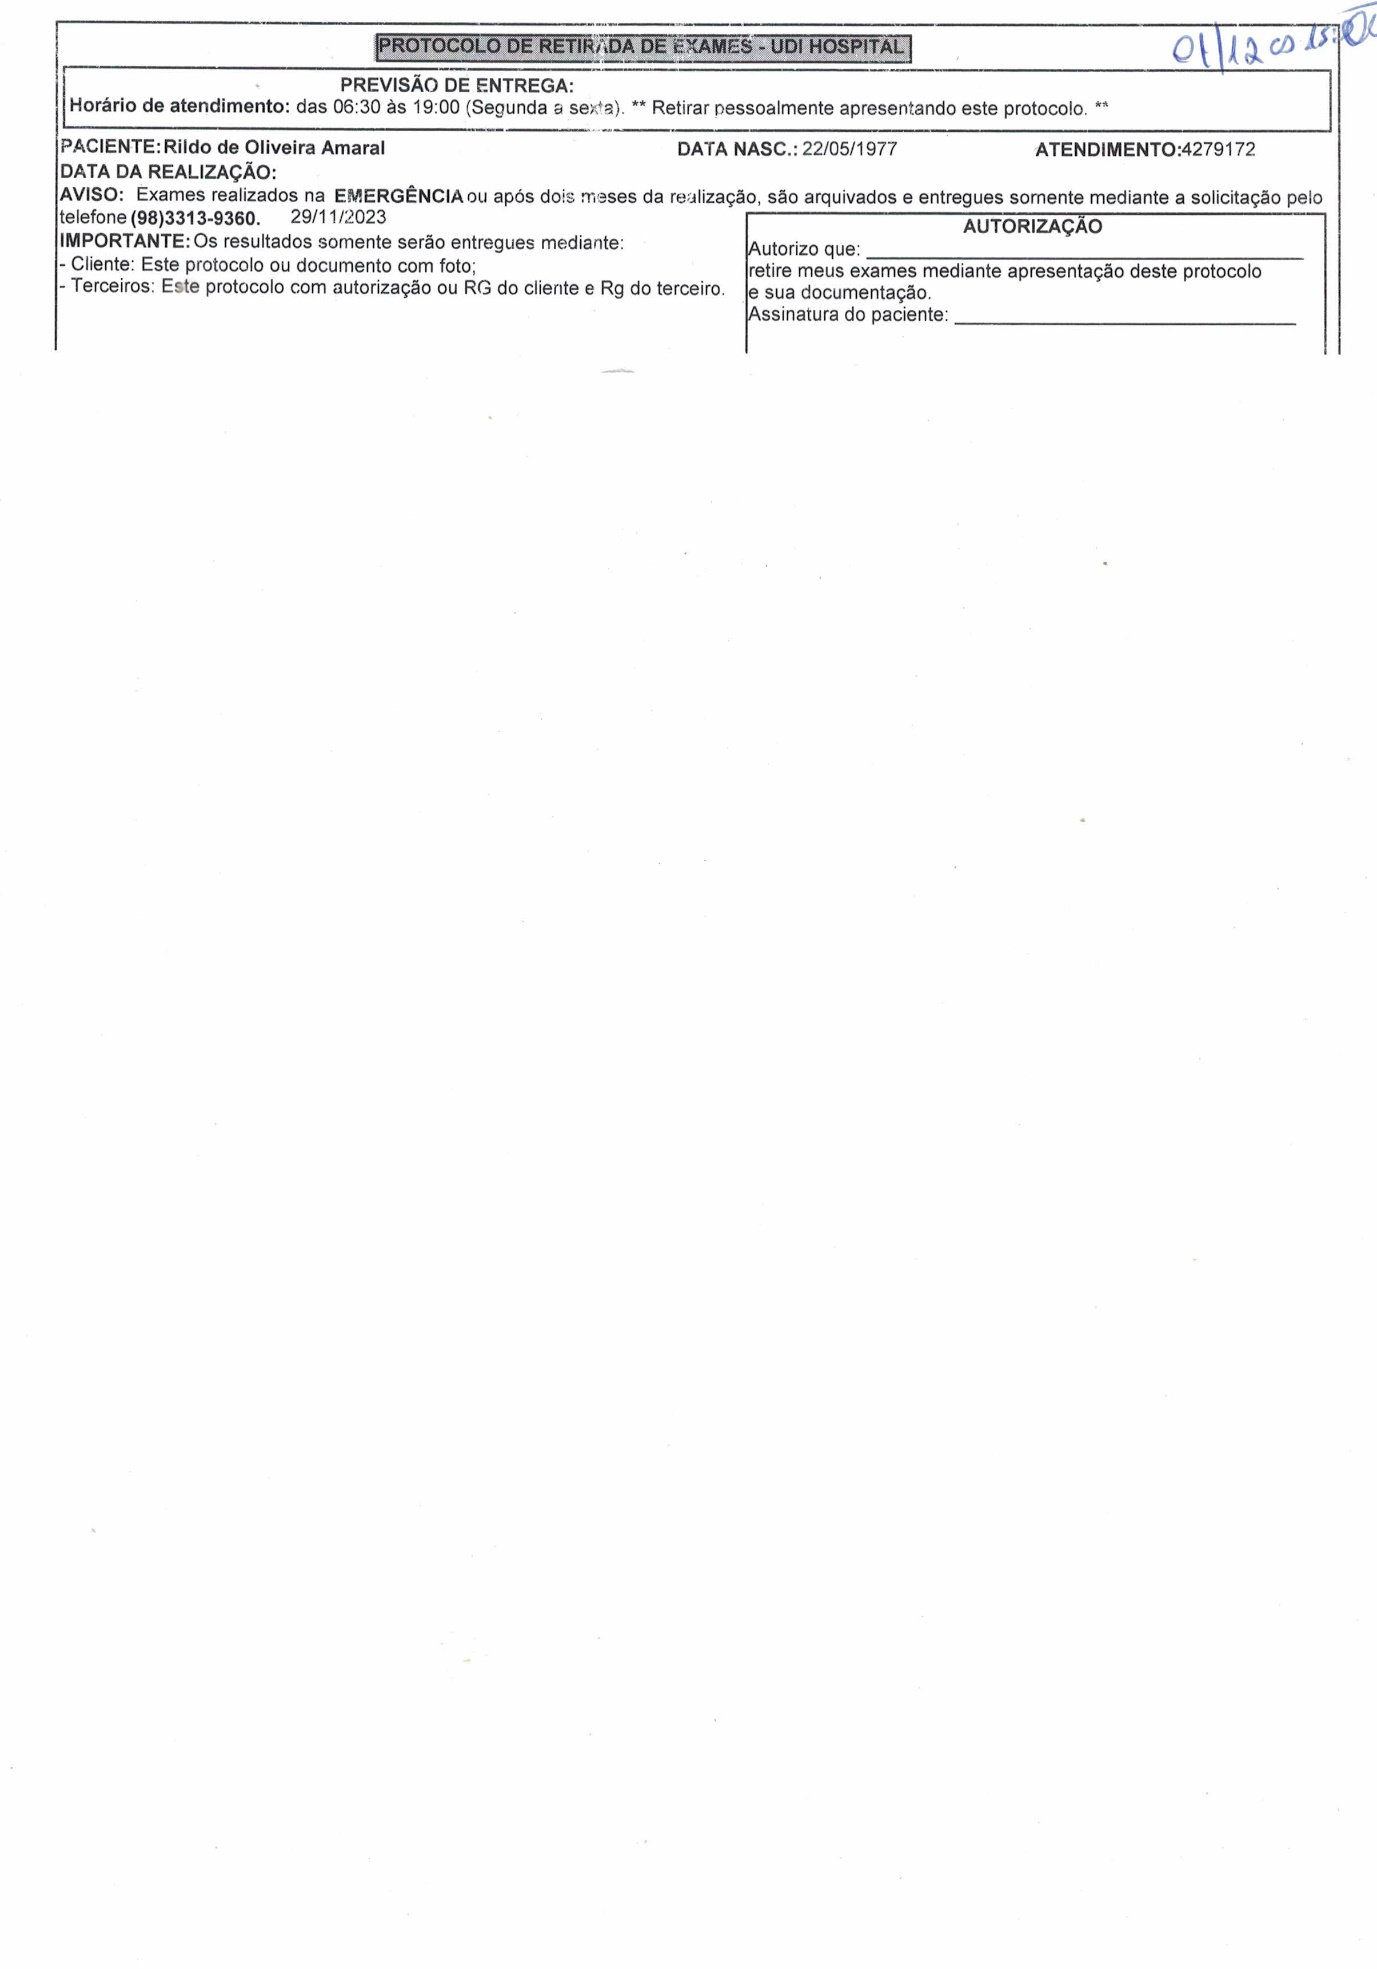 01/12 às 15:00
PROTOCOLO DE RETIRADA DE EXAMES - UDI HOSPITAL
PREVISÃO DE ENTREGA:
Horário de atendimento: das 06:30 às 19:00 (Segunda a sexta). ** Retirar pessoalmente apresentando este protocolo. **
PACIENTE: Rildo de Oliveira Amaral DATA NASC.: 22/05/1977 ATENDIMENTO:4279172
DATA DA REALIZAÇÃO:
AVISO: Exames realizados na EMERGÊNCIA ou após dois meses da realização, são arquivados e entregues somente mediante a solicitação pelo
telefone (98)3313-9360. 29/11/2023
IMPORTANTE: Os resultados somente serão entregues mediante:
- Cliente: Este protocolo ou documento com foto;
- Terceiros: Este protocolo com autorização ou RG do cliente e Rg do terceiro.
AUTORIZAÇÃO
Autorizo que:
retire meus exames mediante apresentação deste protocolo
e sua documentação.
Assinatura do paciente: